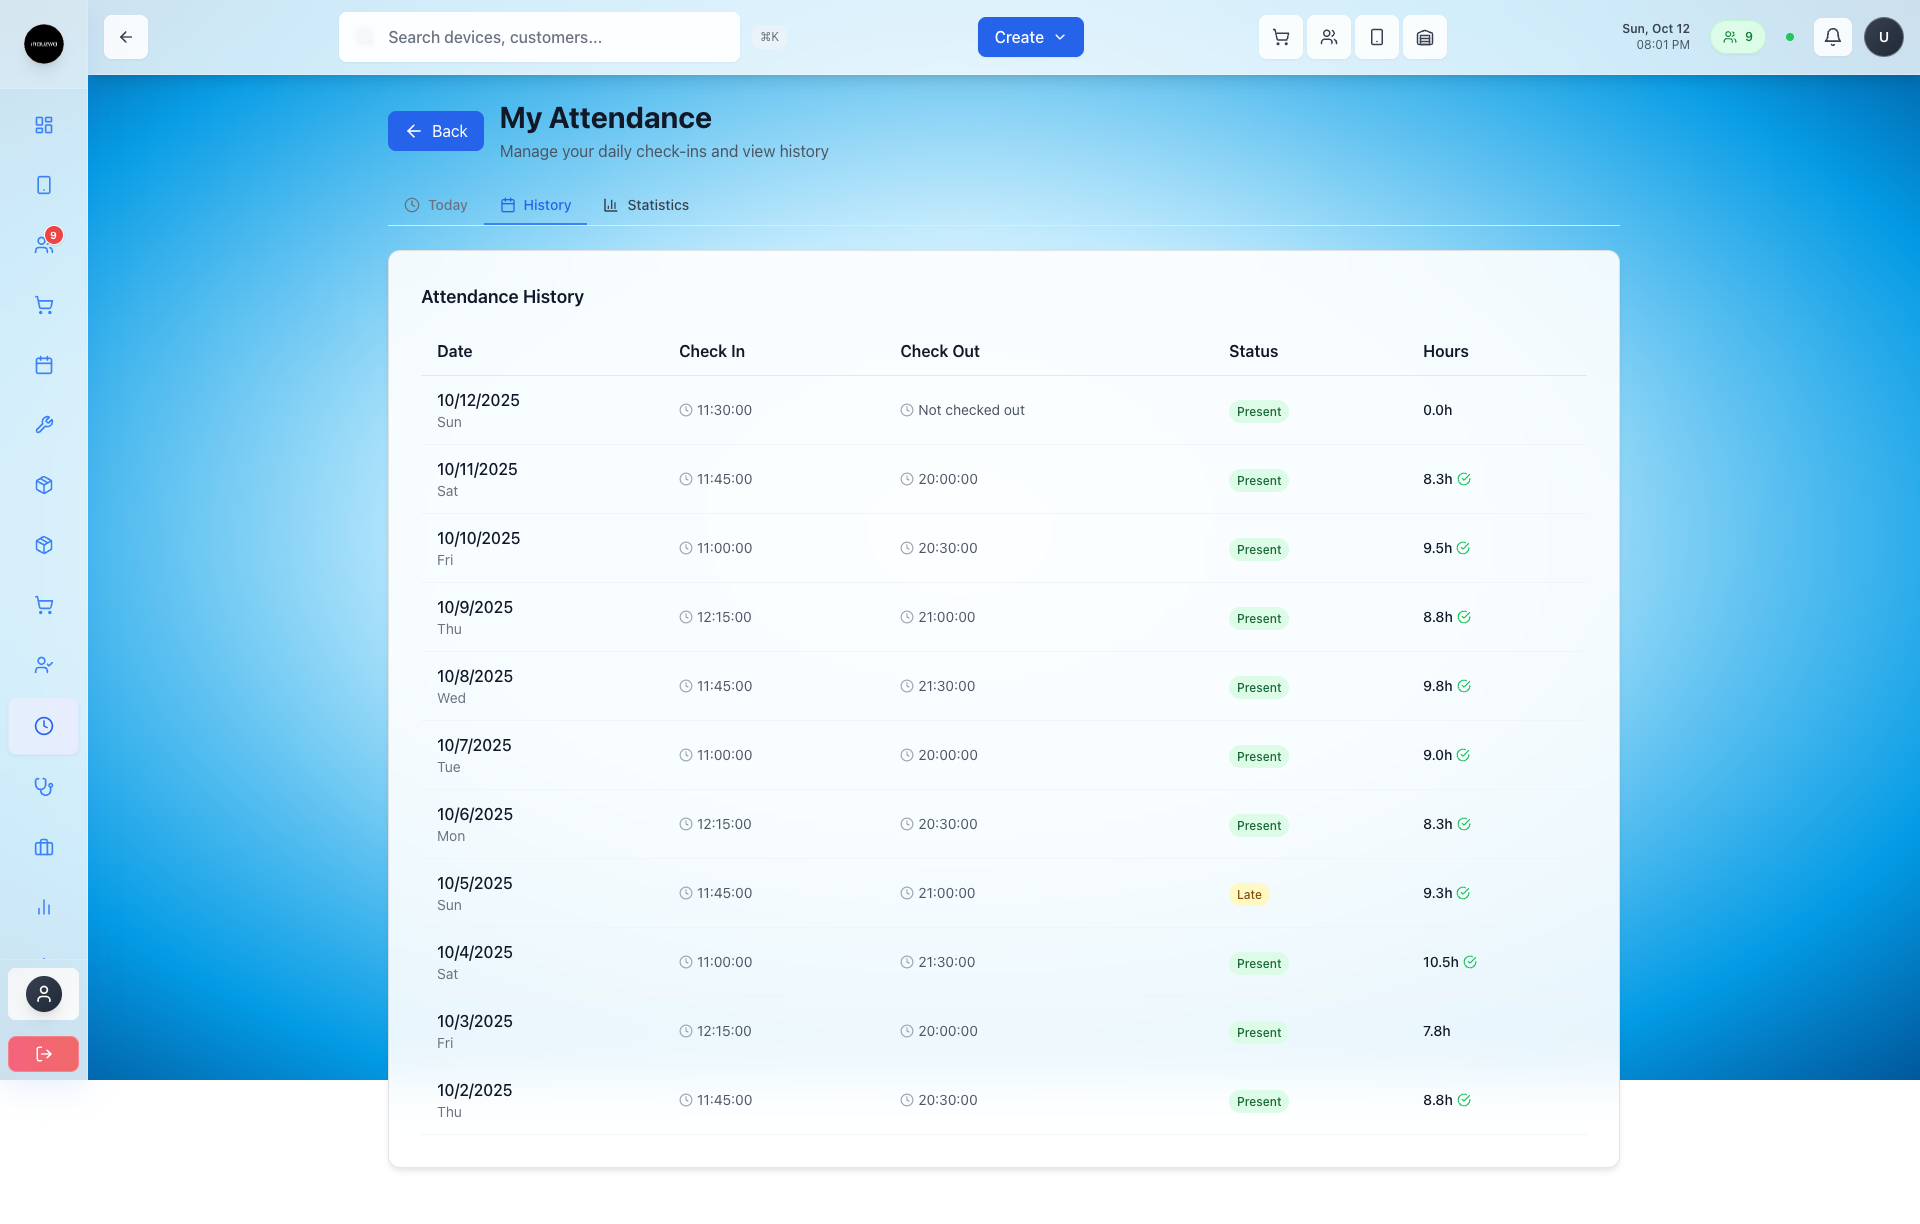 Search devices, customers...
⌘K
Create
Sun, Oct 12
08:01 PM
9
U
9
Back
My Attendance
Manage your daily check-ins and view history
Today
History
Statistics
Attendance History
Date Check In Check Out Status Hours
10/12/2025
Sun
11:30:00 Not checked out Present 0.0h
10/11/2025
Sat
11:45:00 20:00:00 Present 8.3h
10/10/2025
Fri
11:00:00 20:30:00 Present 9.5h
10/9/2025
Thu
12:15:00 21:00:00 Present 8.8h
10/8/2025
Wed
11:45:00 21:30:00 Present 9.8h
10/7/2025
Tue
11:00:00 20:00:00 Present 9.0h
10/6/2025
Mon
12:15:00 20:30:00 Present 8.3h
10/5/2025
Sun
11:45:00 21:00:00 Late 9.3h
10/4/2025
Sat
11:00:00 21:30:00 Present 10.5h
10/3/2025
Fri
12:15:00 20:00:00 Present 7.8h
10/2/2025
Thu
11:45:00 20:30:00 Present 8.8h